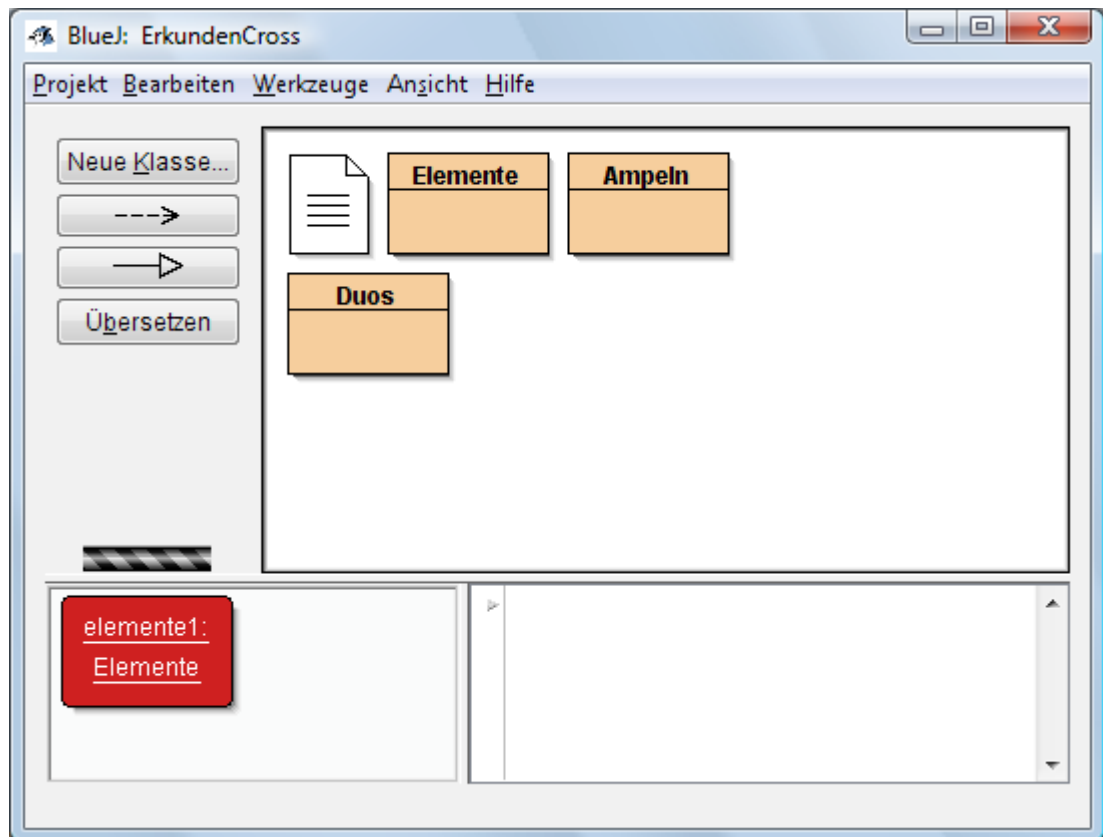 BlueJ: ErkundenCross
Projekt Bearbeiten Werkzeuge Ansicht Hilfe
Neue Klasse...
Elemente
Ampeln
Duos
Übersetzen
elemente1:
Elemente